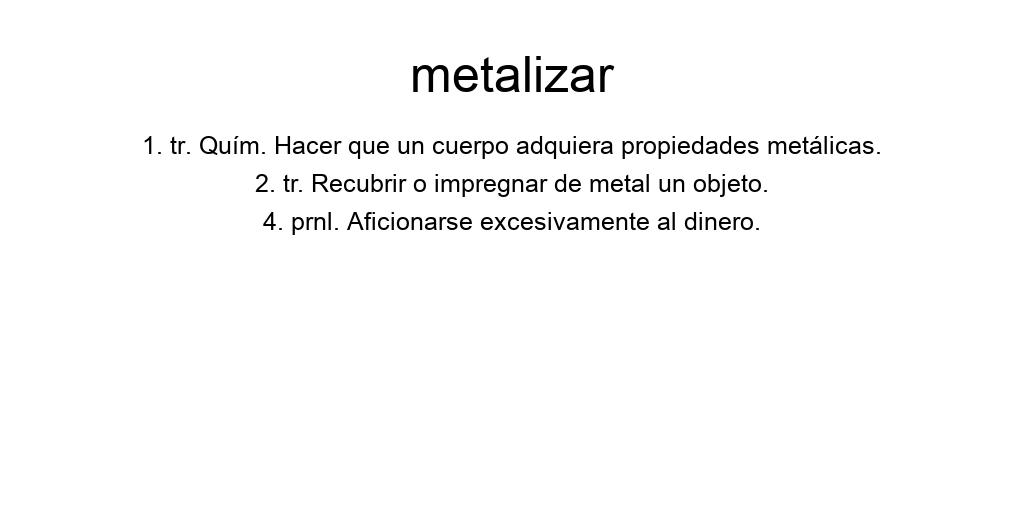 metalizar
1. tr. Quím. Hacer que un cuerpo adquiera propiedades metálicas.
2. tr. Recubrir o impregnar de metal un objeto.
4. prnl. Aficionarse excesivamente al dinero.